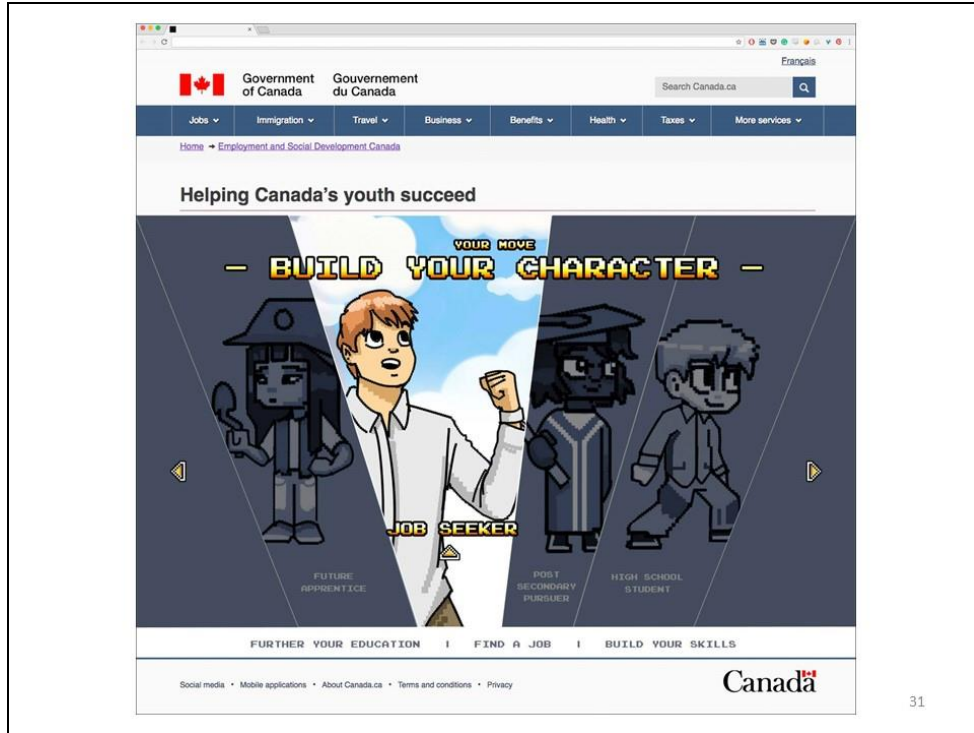 Français
Government
of Canada
Gouvernement
du Canada
Search Canada.ca
Jobs
Immigration
Travel
Business
Benefits
Health
Taxes
More services
Home → Employment and Social Development Canada
Helping Canada's youth succeed
YOUR MOVE
- BUILD YOUR CHARACTER -
JOB SEEKER
FUTURE
APPRENTICE
POST
SECONDARY
PURSUER
HIGH SCHOOL
STUDENT
FURTHER YOUR EDUCATION | FIND A JOB | BUILD YOUR SKILLS
Social media • Mobile applications • About Canada.ca • Terms and conditions • Privacy
Canada
31